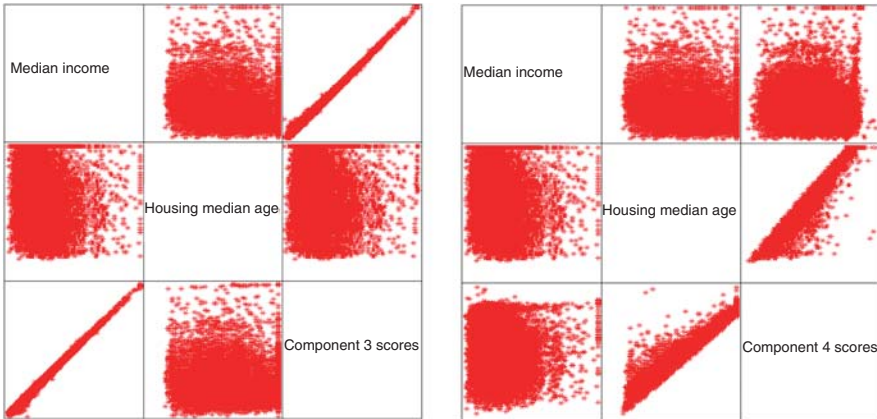 Median income
Housing median age
Component 3 scores
Median income
Housing median age
Component 4 scores